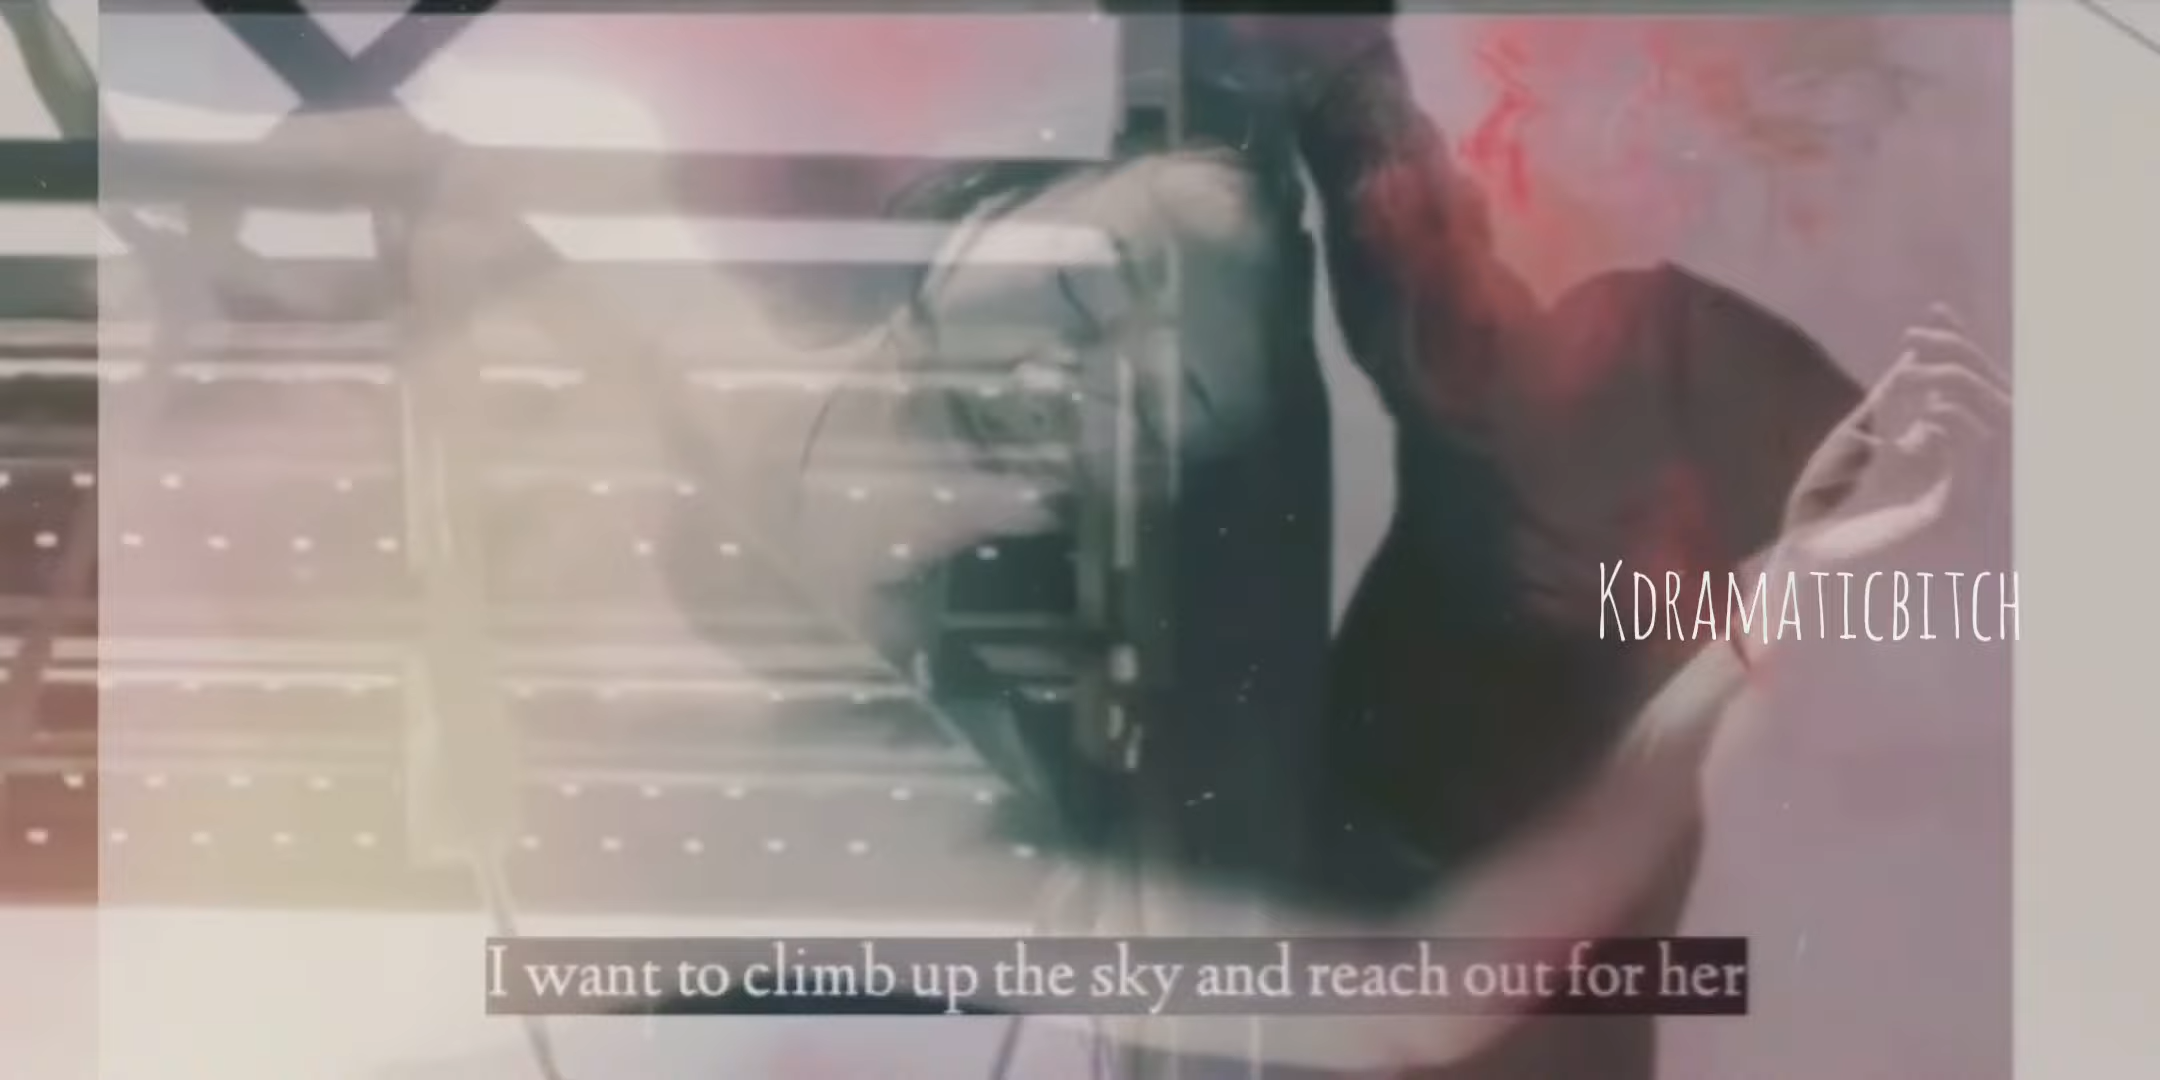 KDRAMATICBITCH
I want to climb up the sky and reach out for her